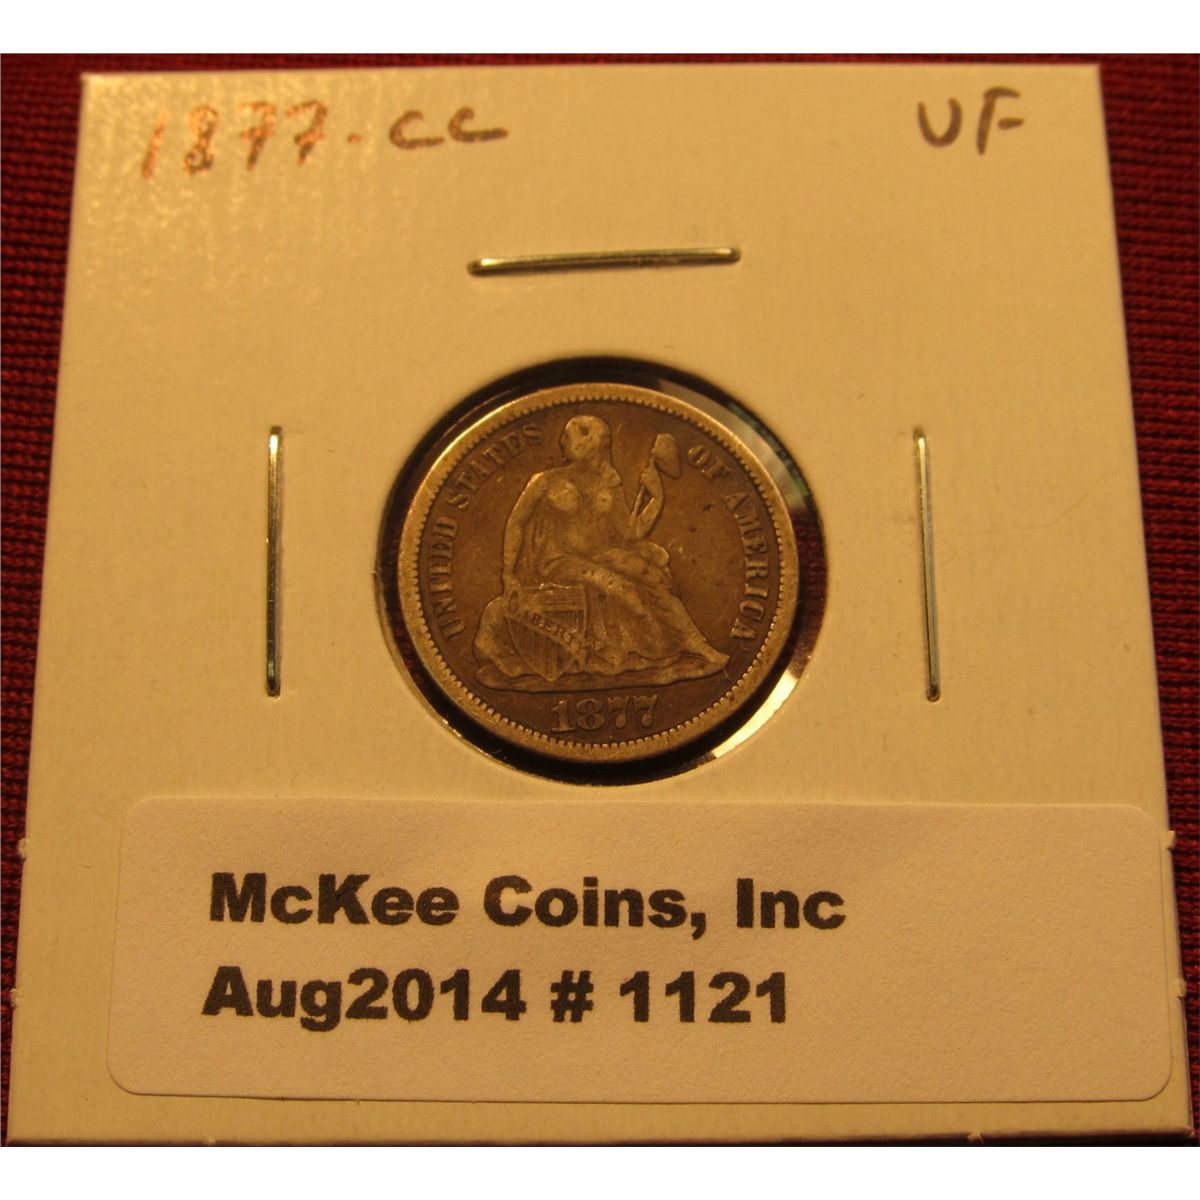 1877-CC VF
UNITED STATES OF AMERICA
LIBERTY
1877
McKee Coins, Inc
Aug2014 # 1121